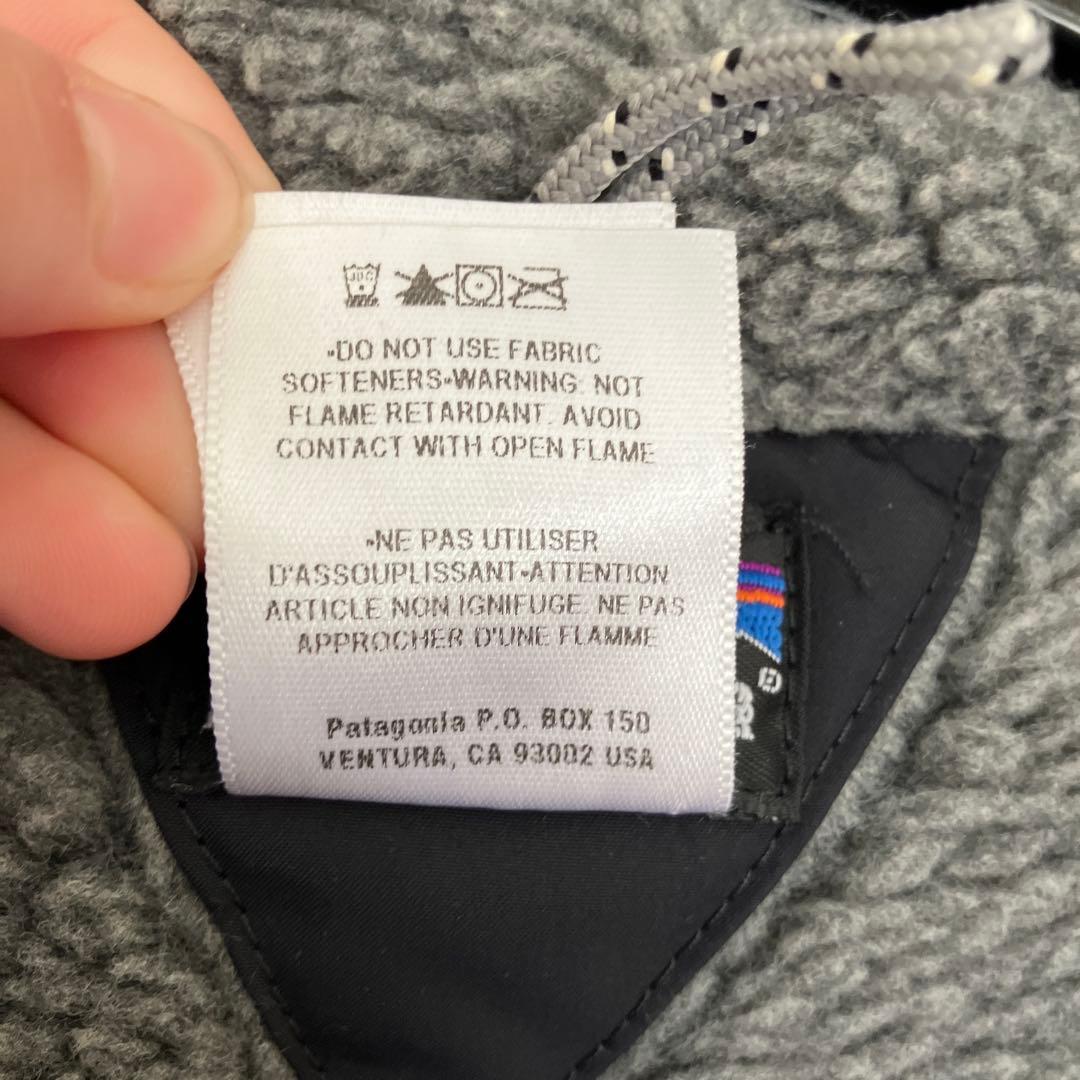 -DO NOT USE FABRIC
SOFTENERS-WARNING: NOT
FLAME RETARDANT. AVOID
CONTACT WITH OPEN FLAME
-NE PAS UTILISER
D'ASSOUPLISSANT-ATTENTION
ARTICLE NON IGNIFUGE. NE PAS
APPROCHER D'UNE FLAMME
Patagonia P.O. BOX 150
VENTURA, CA 93002 USA